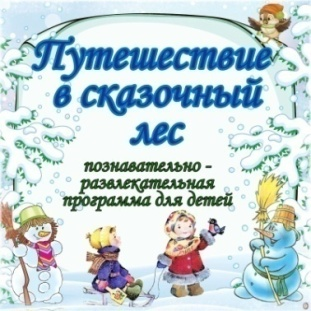 Путешествие
в сказочный
лес
познавательно -
развлекательная
программа для детей